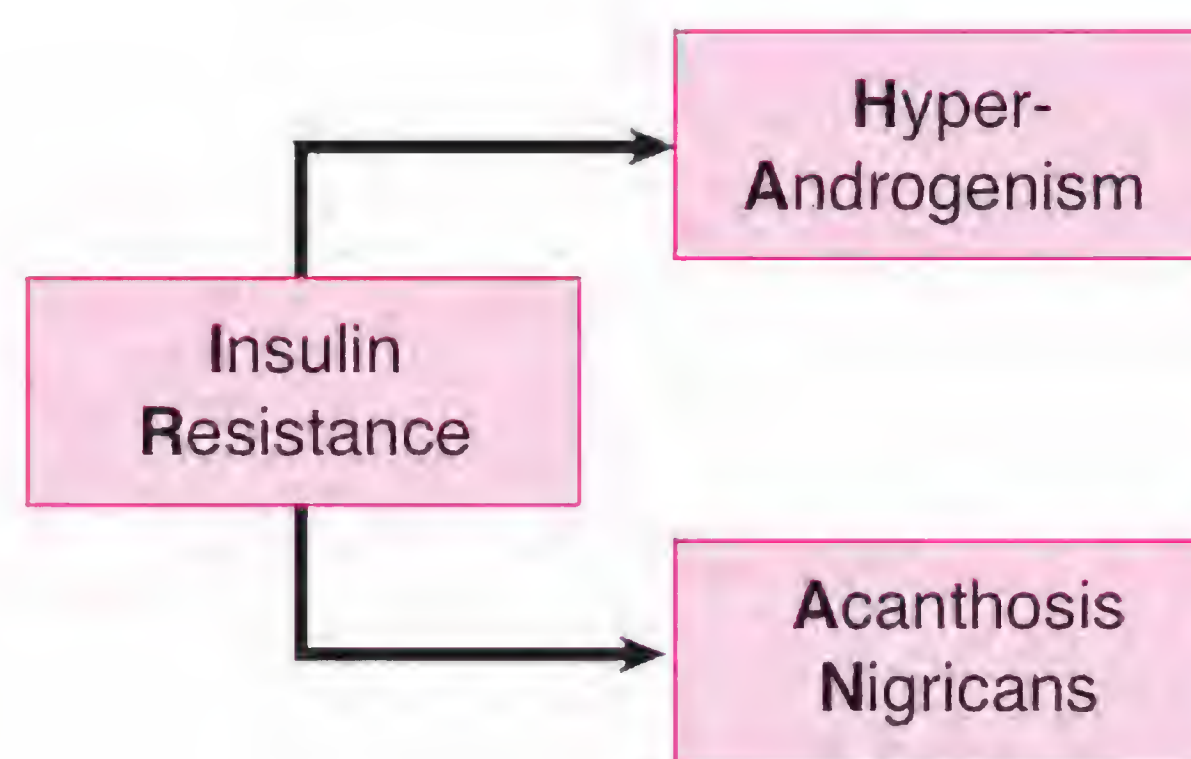 Hyper-
Androgenism
Insulin
Resistance
Acanthosis
Nigricans